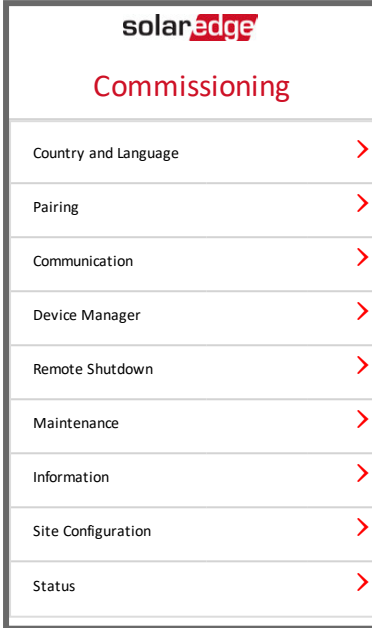 solaredge
Commissioning
Country and Language
Pairing
Communication
Device Manager
Remote Shutdown
Maintenance
Information
Site Configuration
Status